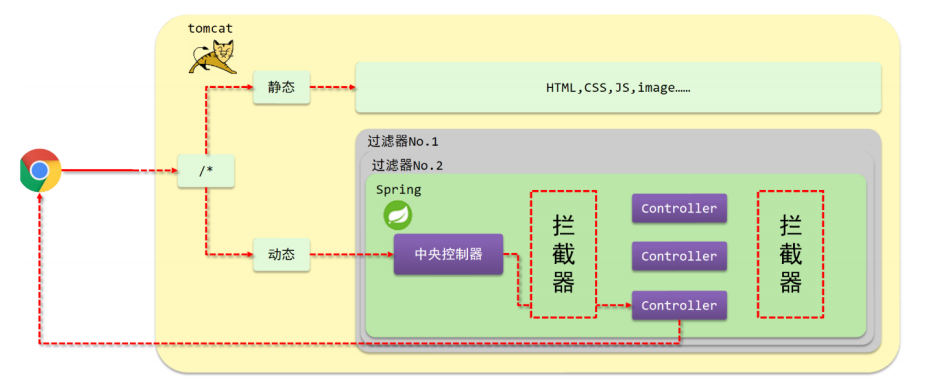 tomcat
静态
HTML,CSS,JS,image……
过滤器No.1
过滤器No.2
/*
Spring
拦截器
Controller
拦截器
Controller
动态
中央控制器
Controller